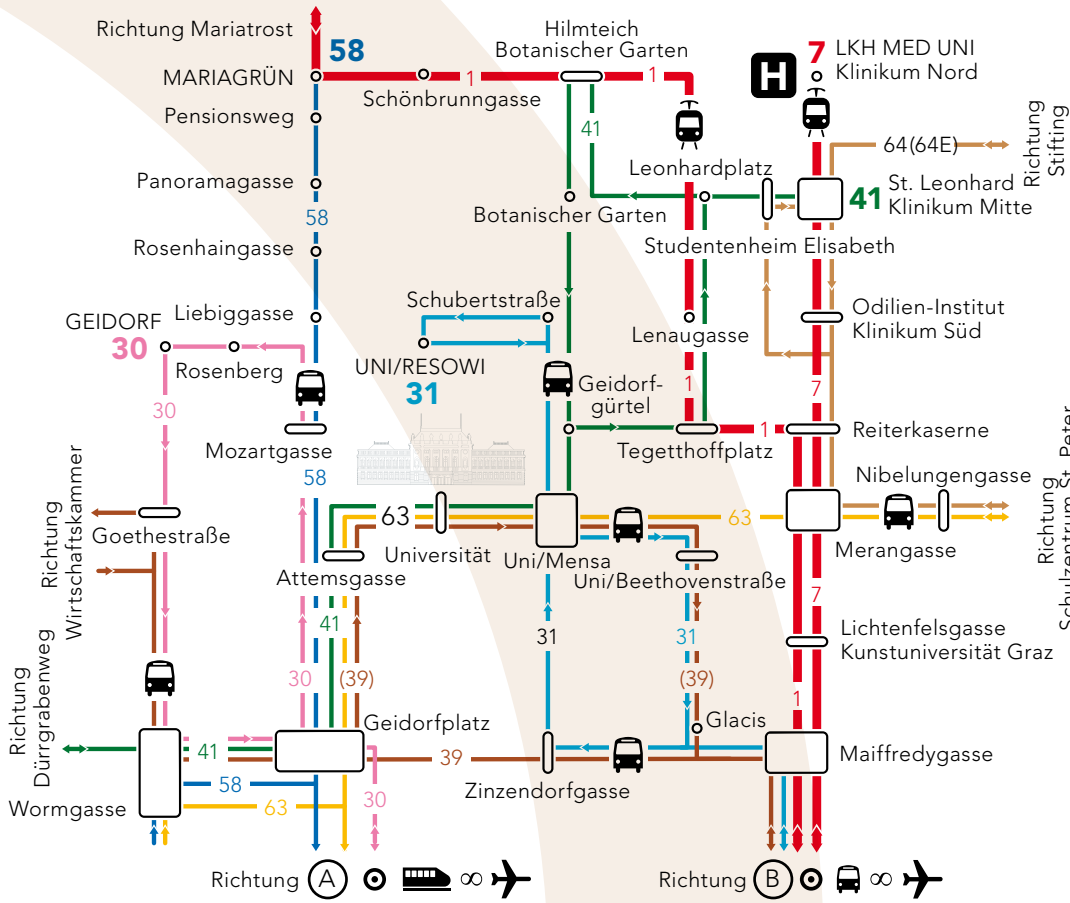 Richtung Mariatrost
58
Hilmteich
Botanischer Garten
7
LKH MED UNI
Klinikum Nord
H
MARIAGRÜN
1
1
Schönbrunngasse
Pensionsweg
41
64(64E)
Richtung
Stifting
Leonhardplatz
Panoramagasse
41
St. Leonhard
Klinikum Mitte
58
Botanischer Garten
Studentenheim Elisabeth
Rosenhaingasse
Schubertstraße
GEIDORF
30
Liebiggasse
Odilien-Institut
Klinikum Süd
Lenaugasse
Rosenberg
UNI/RESOWI
31
Geidorf-
gürtel
1
7
30
Mozartgasse
Tegetthoffplatz
1
Reiterkaserne
58
Nibelungengasse
Richtung
Wirtschaftskammer
Goethestraße
63
63
Richtung
Schulzentrum St. Peter
Universität
Uni/Mensa
Merangasse
Attemsgasse
Uni/Beethovenstraße
7
41
31
31
Lichtenfelsgasse
Kunstuniversität Graz
30
(39)
(39)
1
Richtung
Dürrgrabenweg
Geidorfplatz
Glacis
41
39
Maiffredygasse
58
Zinzendorfgasse
Wormgasse
63
30
Richtung A ∞
Richtung B ∞